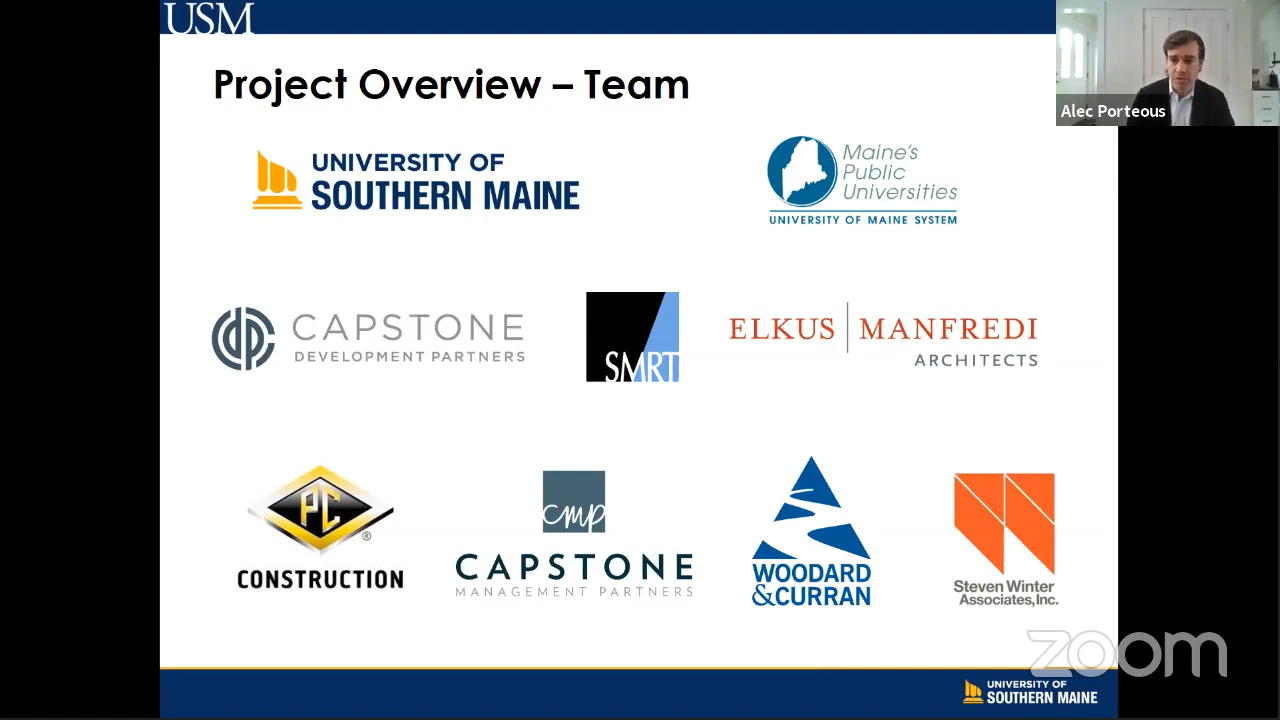 USM
Project Overview – Team
Alec Porteous
UNIVERSITY OF
SOUTHERN MAINE
Maine's
Public
Universities
UNIVERSITY OF MAINE SYSTEM
CAPSTONE
DEVELOPMENT PARTNERS
SMRT
ELKUS MANFREDI
ARCHITECTS
PC
®
CONSTRUCTION
cmp
CAPSTONE
MANAGEMENT PARTNERS
WOODARD
&CURRAN
Steven Winter
Associates, Inc.
zoom
UNIVERSITY OF
SOUTHERN MAINE